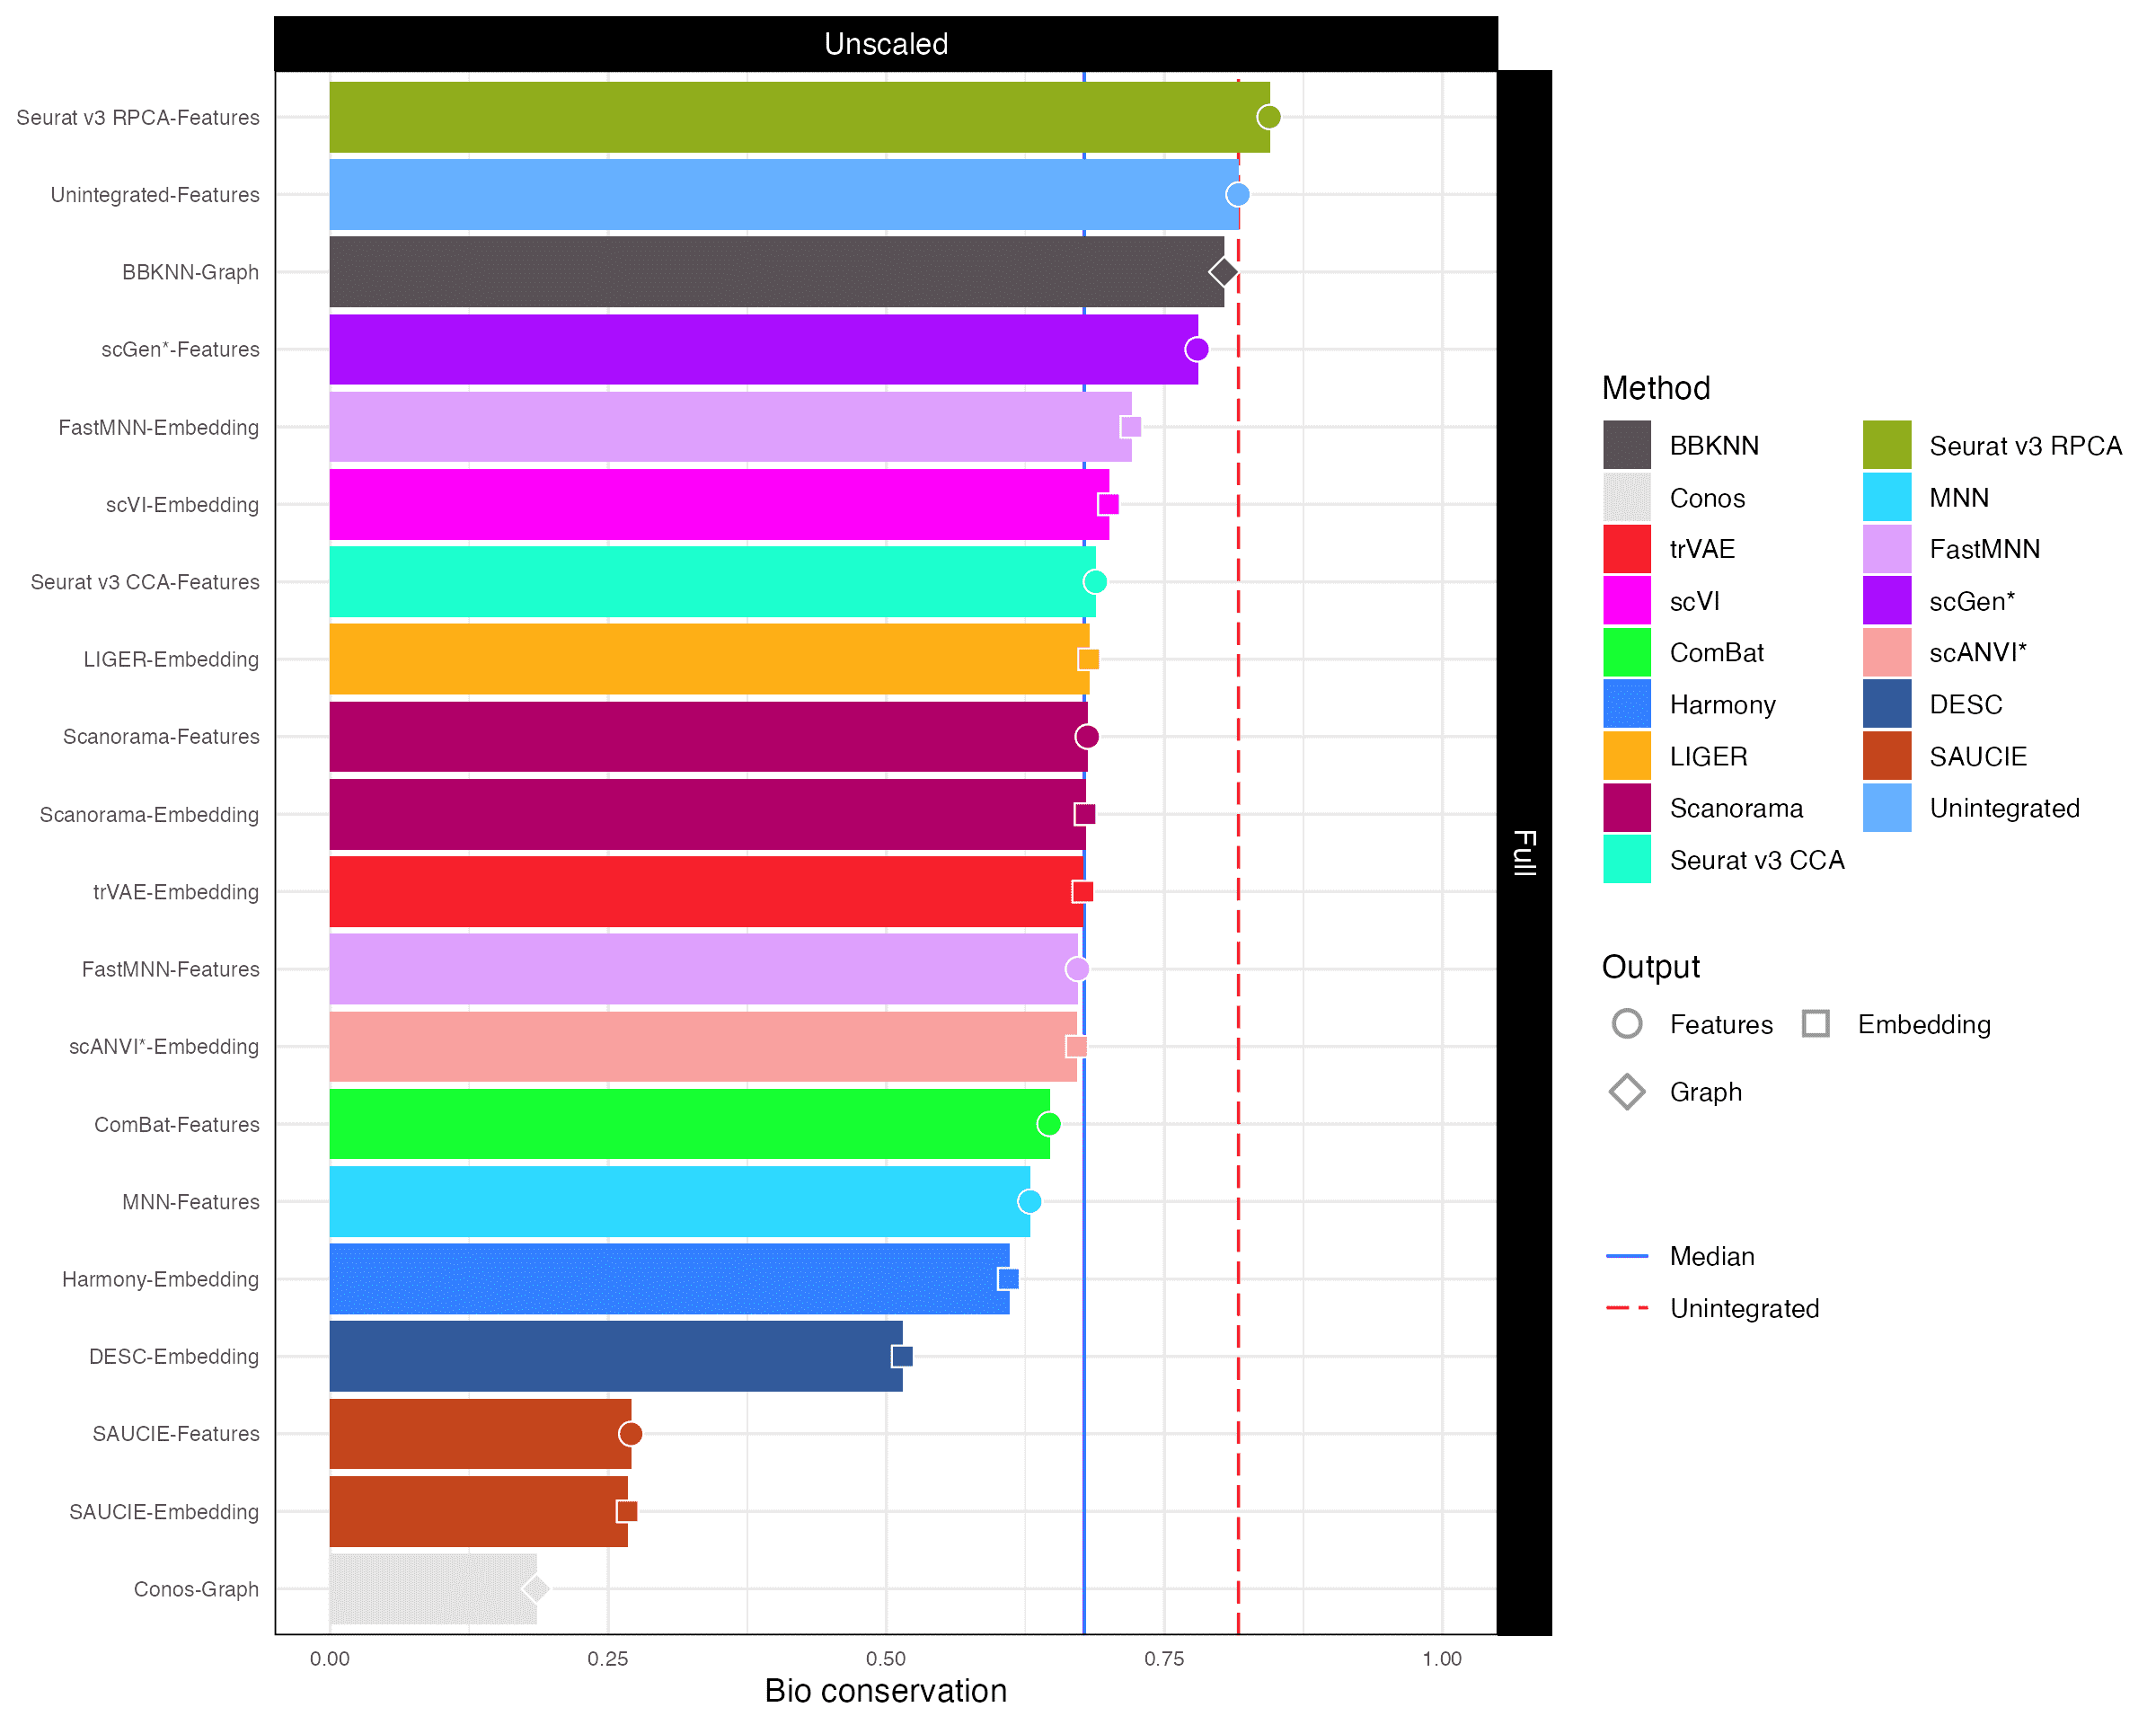 Unscaled
Seurat v3 RPCA-Features
Unintegrated-Features
BBKNN-Graph
scGen*-Features
FastMNN-Embedding
scVI-Embedding
Seurat v3 CCA-Features
LIGER-Embedding
Scanorama-Features
Scanorama-Embedding
trVAE-Embedding
FastMNN-Features
scANVI*-Embedding
ComBat-Features
MNN-Features
Harmony-Embedding
DESC-Embedding
SAUCIE-Features
SAUCIE-Embedding
Conos-Graph
0.00 0.25 0.50 0.75 1.00
Bio conservation
Full
Method
BBKNN
Conos
trVAE
scVI
ComBat
Harmony
LIGER
Scanorama
Seurat v3 CCA
Seurat v3 RPCA
MNN
FastMNN
scGen*
scANVI*
DESC
SAUCIE
Unintegrated
Output
Features Embedding
Graph
Median
Unintegrated